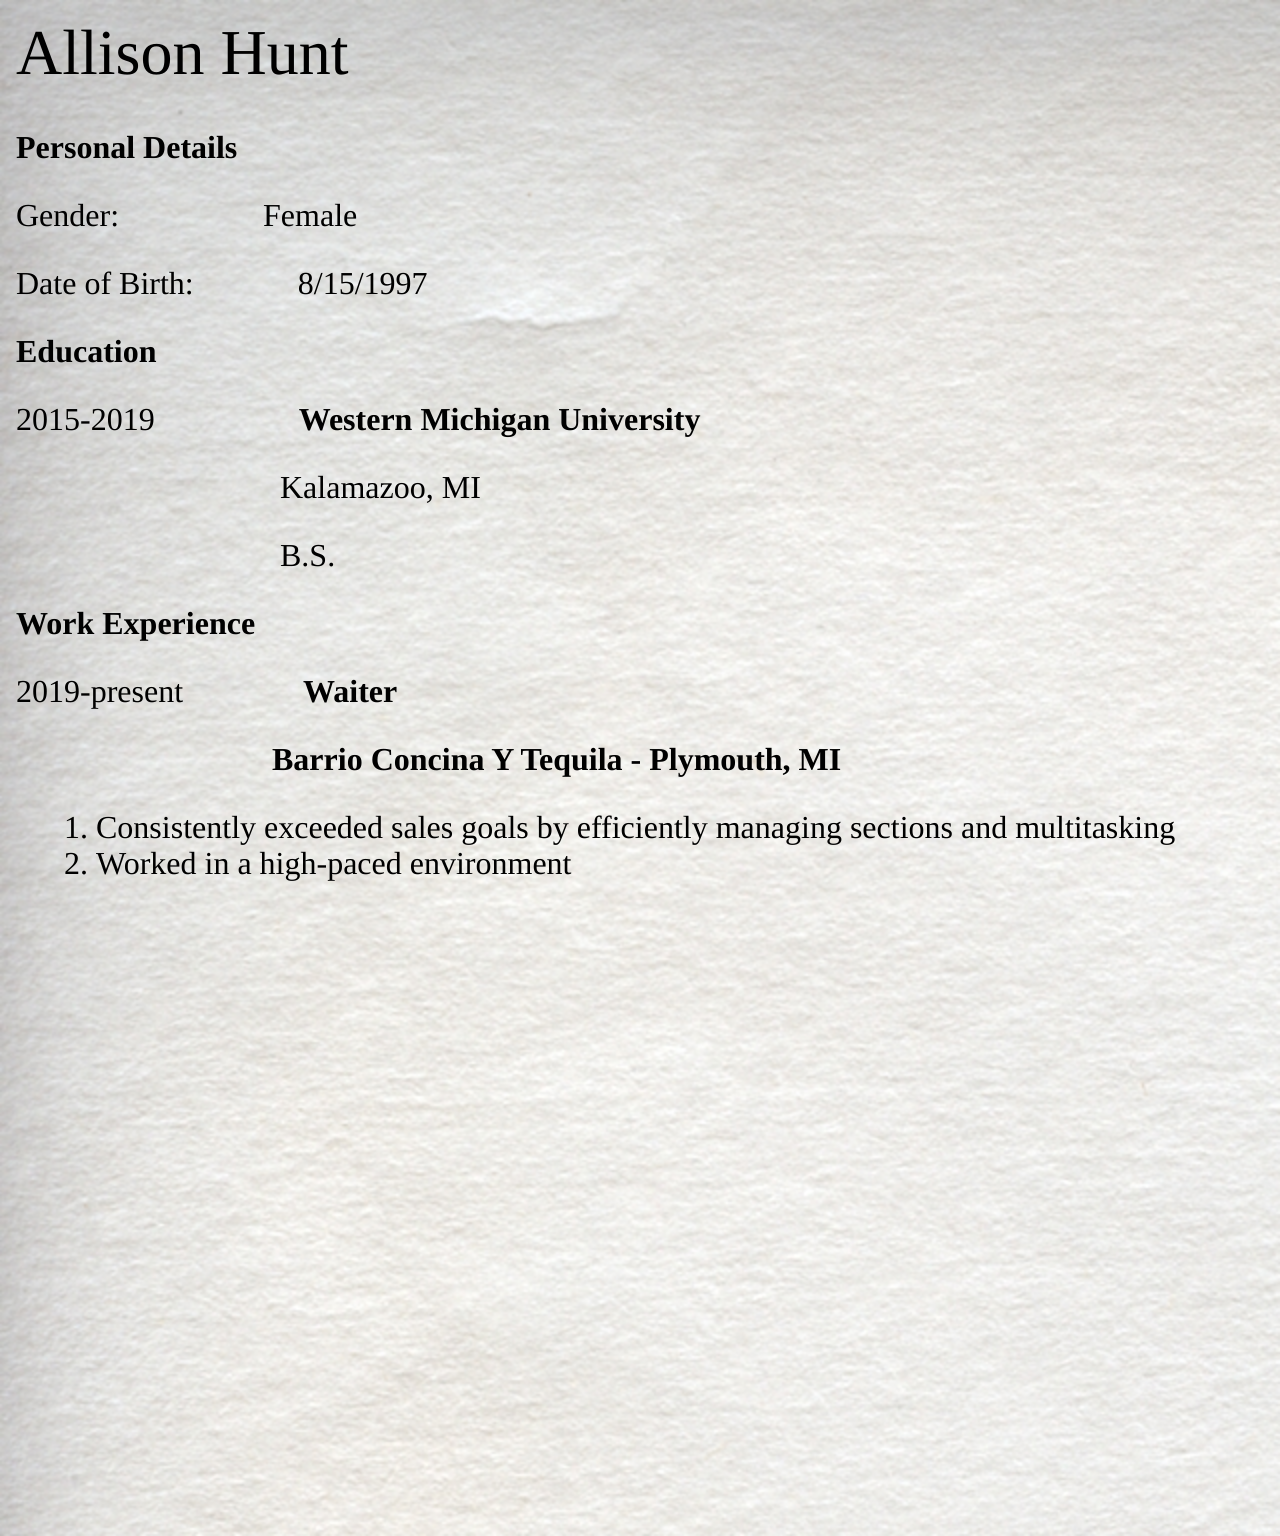 Allison Hunt
Personal Details
Gender: Female
Date of Birth: 8/15/1997
Education
2015-2019 Western Michigan University
Kalamazoo, MI
B.S.
Work Experience
2019-present Waiter
Barrio Concina Y Tequila - Plymouth, MI
1. Consistently exceeded sales goals by efficiently managing sections and multitasking
2. Worked in a high-paced environment